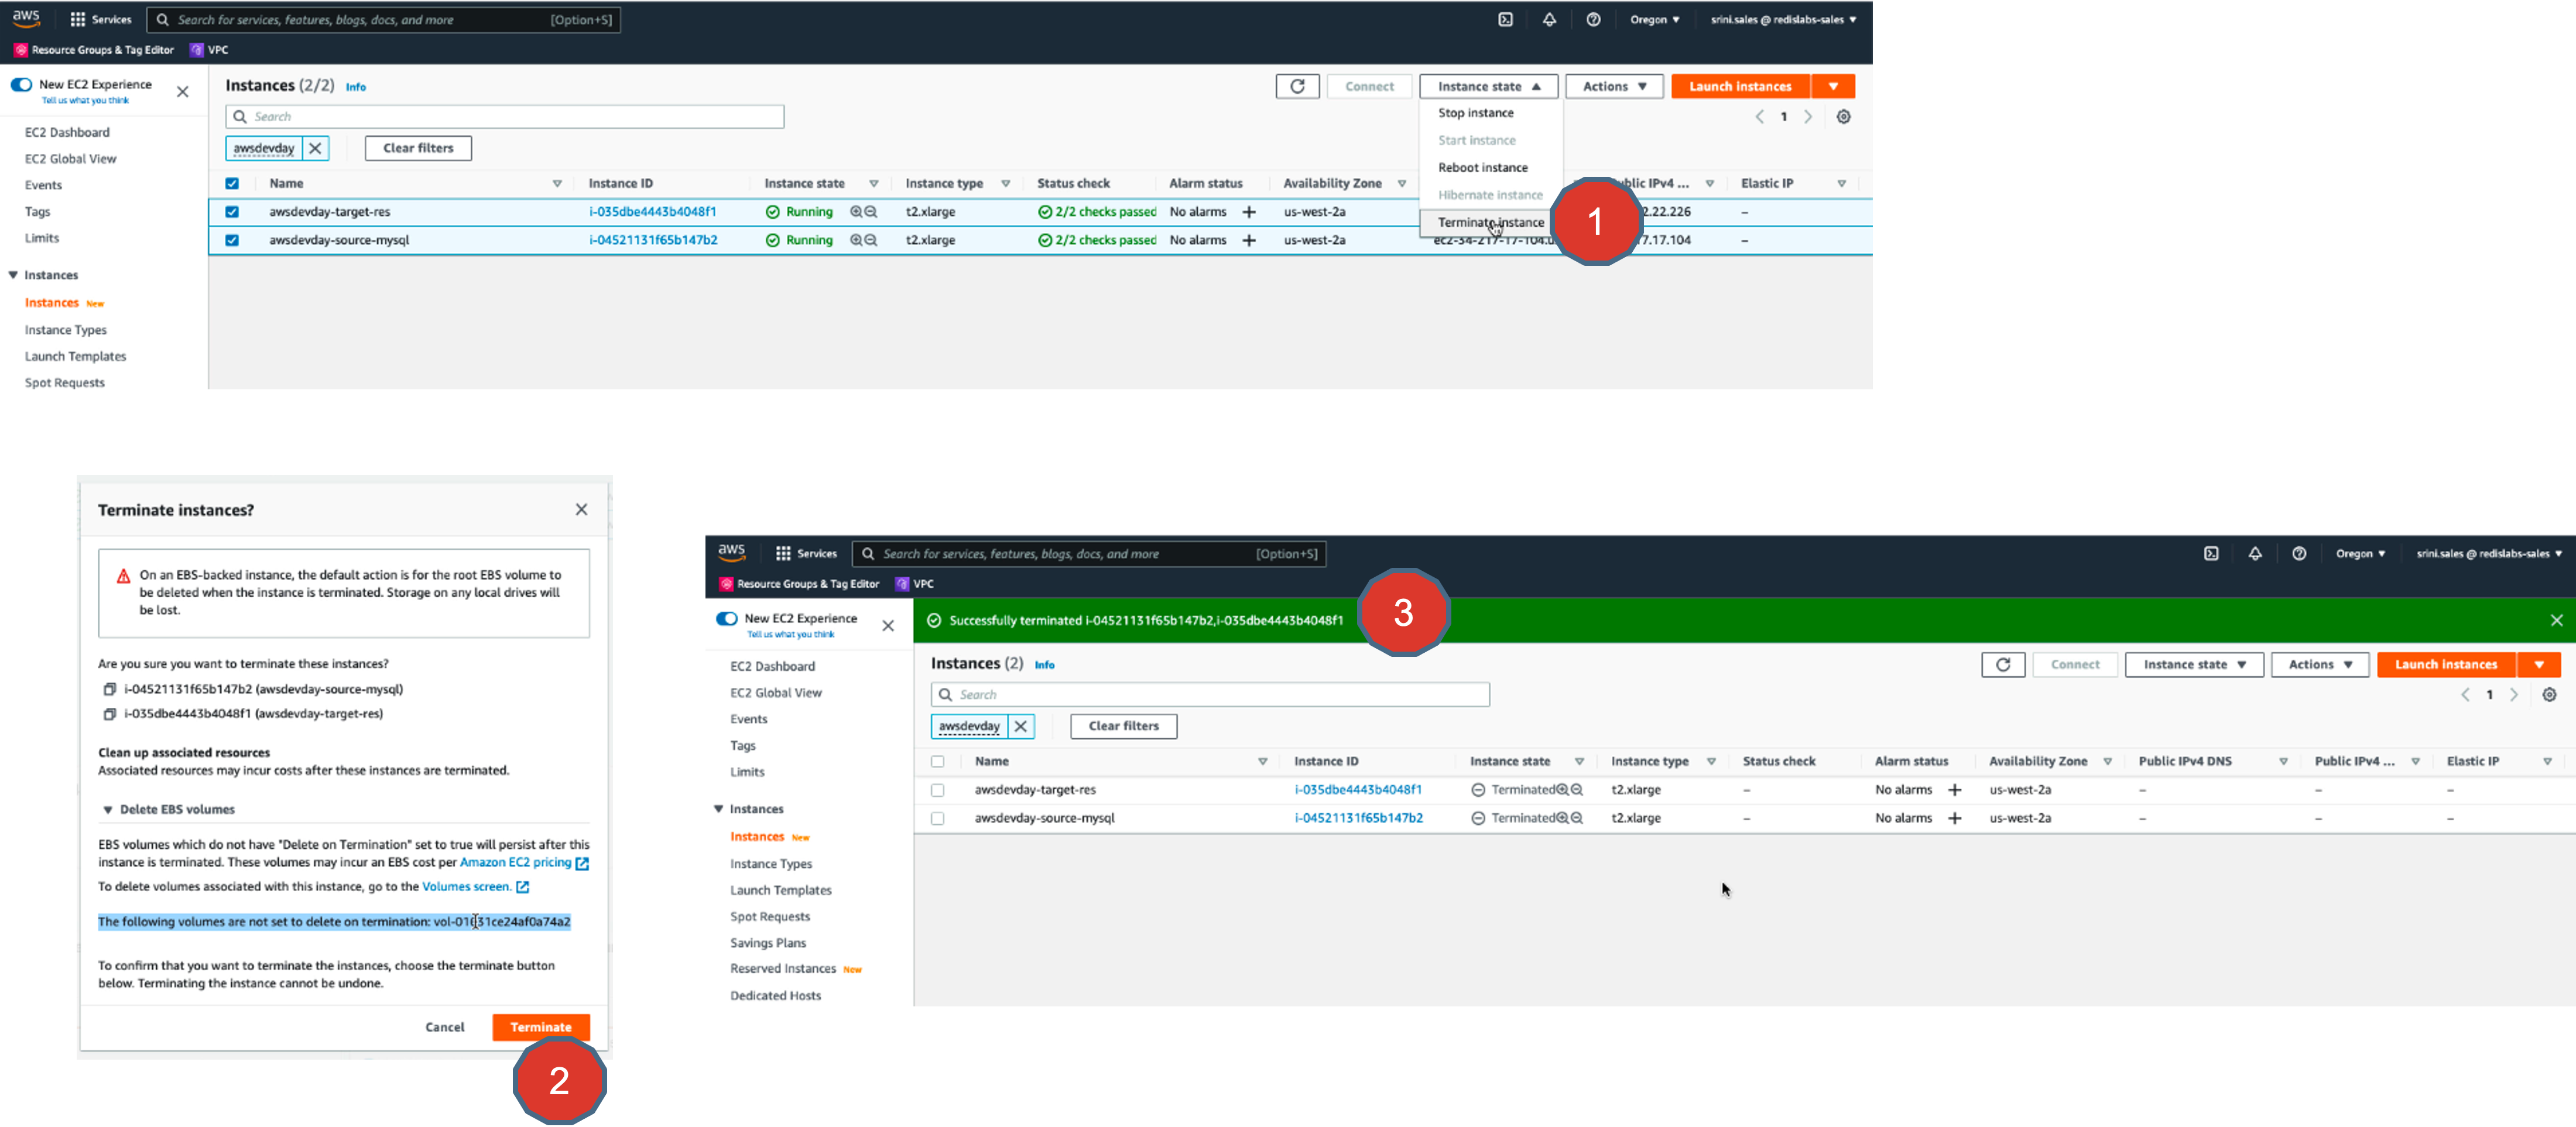 aws Services Search for services, features, blogs, docs, and more [Option+S] Oregon ▼ srini.sales @ redislabs-sales ▼
Resource Groups & Tag Editor VPC
New EC2 Experience
Tell us what you think
EC2 Dashboard
EC2 Global View
Events
Tags
Limits
Instances
Instances New
Instance Types
Launch Templates
Spot Requests
Instances (2/2) Info Connect Instance state ▲ Actions ▼ Launch instances ▼
Search
1
awsdevday Clear filters
Stop instance
Start instance
Reboot instance
Hibernate instance
Terminate instance
1
Name Instance ID Instance state Instance type Status check Alarm status Availability Zone Public IPv4 ... Elastic IP
awsdevday-target-res i-035dbe4443b4048f1 Running t2.xlarge 2/2 checks passed No alarms + us-west-2a 2.22.226 –
awsdevday-source-mysql i-04521131f65b147b2 Running t2.xlarge 2/2 checks passed No alarms + us-west-2a ec2-34-217-17-104.u 7.17.104 –
Terminate instances?
On an EBS-backed instance, the default action is for the root EBS volume to
be deleted when the instance is terminated. Storage on any local drives will
be lost.
Are you sure you want to terminate these instances?
i-04521131f65b147b2 (awsdevday-source-mysql)
i-035dbe4443b4048f1 (awsdevday-target-res)
Clean up associated resources
Associated resources may incur costs after these instances are terminated.
▼ Delete EBS volumes
EBS volumes which do not have "Delete on Termination" set to true will persist after this
instance is terminated. These volumes may incur an EBS cost per Amazon EC2 pricing
To delete volumes associated with this instance, go to the Volumes screen.
The following volumes are not set to delete on termination:
To confirm that you want to terminate the instances, choose the terminate button
below. Terminating the instance cannot be undone.
Cancel Terminate
2
aws Services Search for services, features, blogs, docs, and more [Option+S] Oregon ▼ srini.sales @ redislabs-sales ▼
Resource Groups & Tag Editor VPC
3
New EC2 Experience
Tell us what you think
EC2 Dashboard
EC2 Global View
Events
Tags
Limits
Instances
Instances New
Instance Types
Launch Templates
Spot Requests
Savings Plans
Reserved Instances New
Dedicated Hosts
Successfully terminated i-04521131f65b147b2,i-035dbe4443b4048f1
Instances (2) Info Connect Instance state ▼ Actions ▼ Launch instances ▼
Search
1
awsdevday Clear filters
Name Instance ID Instance state Instance type Status check Alarm status Availability Zone Public IPv4 DNS Public IPv4 ... Elastic IP
awsdevday-target-res i-035dbe4443b4048f1 Terminated t2.xlarge – No alarms + us-west-2a – – –
awsdevday-source-mysql i-04521131f65b147b2 Terminated t2.xlarge – No alarms + us-west-2a – – –